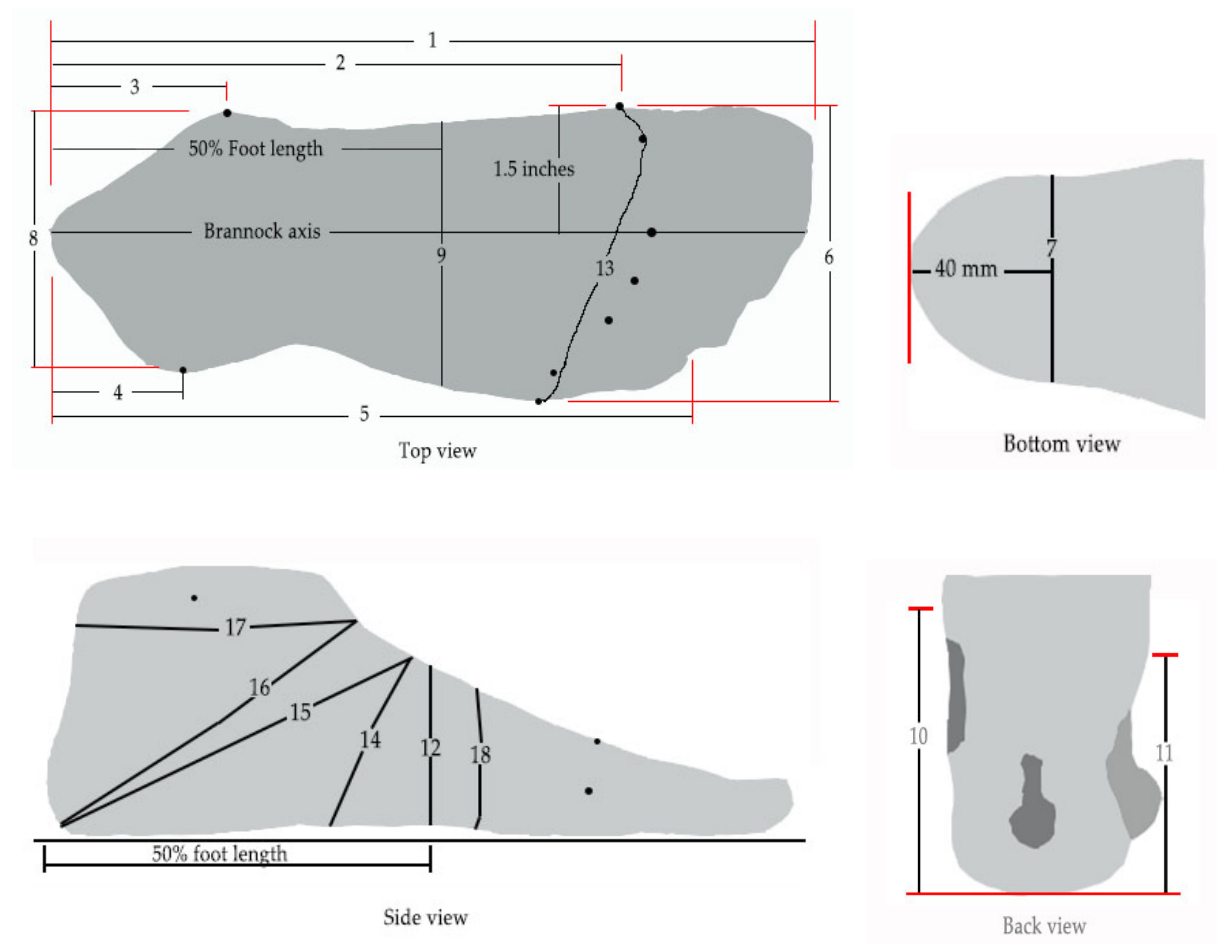 1
2
3
50% Foot length
1.5 inches
Brannock axis
8
9
13
6
4
5
Top view
40 mm
7
Bottom view
17
16
15
14
12
18
50% foot length
Side view
10
11
Back view